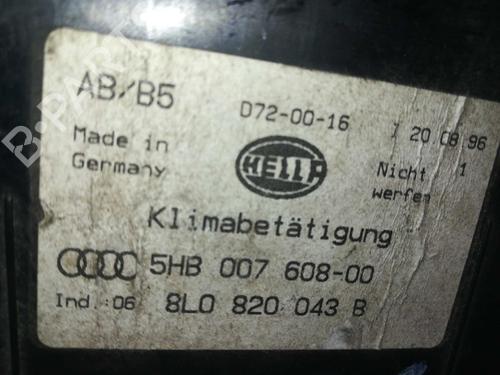 AB/B5
D72-00-16
20.08.96
Made in
Germany
HELLA
Nicht
werfen
Klimabetätigung
5HB 007 608-00
Ind.:06 8L0 820 043 B